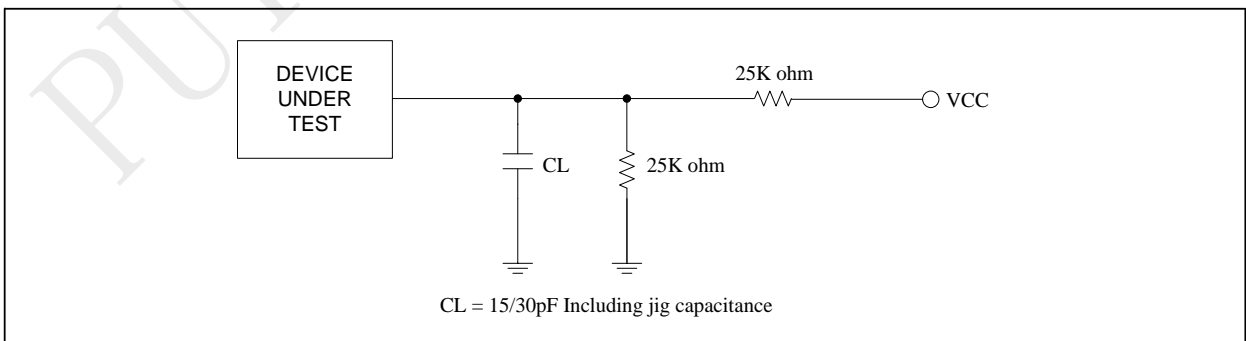 DEVICE
UNDER
TEST
25K ohm
VCC
CL
25K ohm
CL = 15/30pF Including jig capacitance